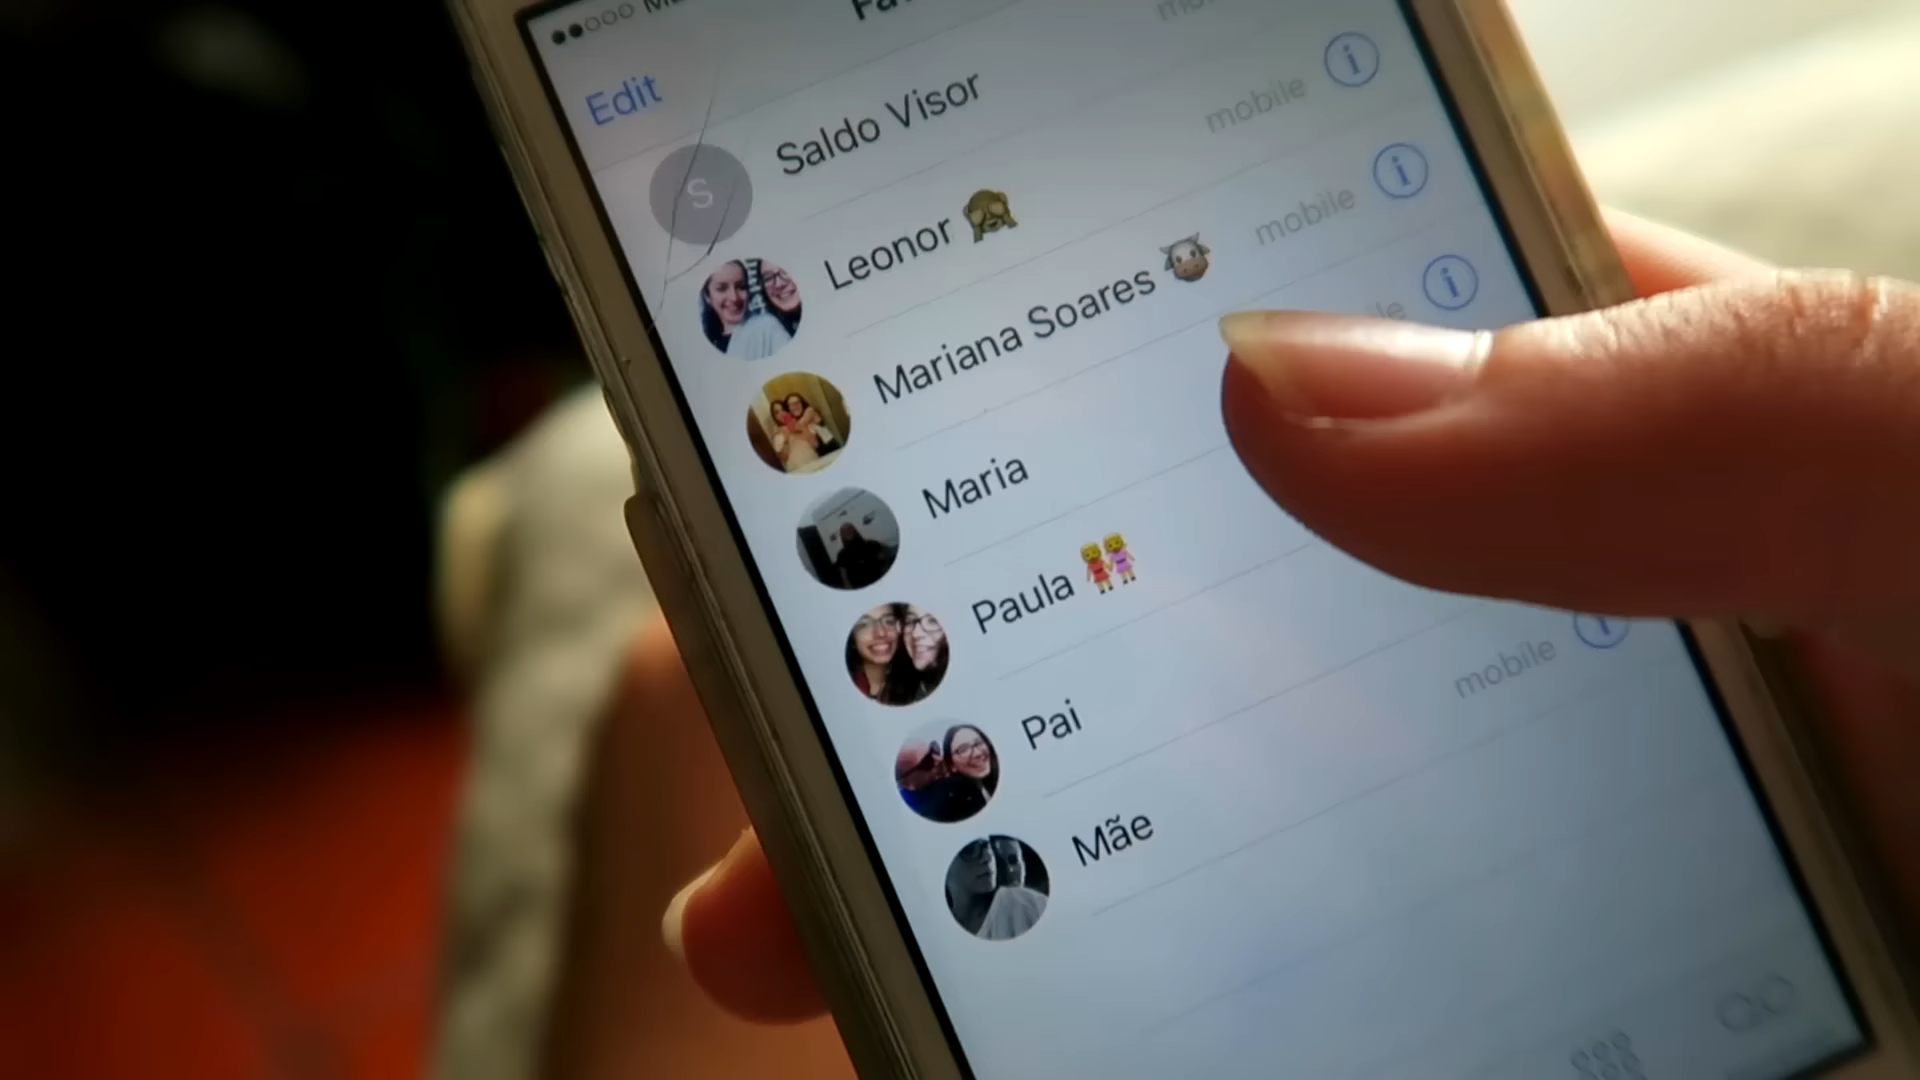 Edit
S
Saldo Visor
Leonor 🙈
mobile
Mariana Soares 🐮
mobile
Maria
Paula 👭
Pai
mobile
Mãe